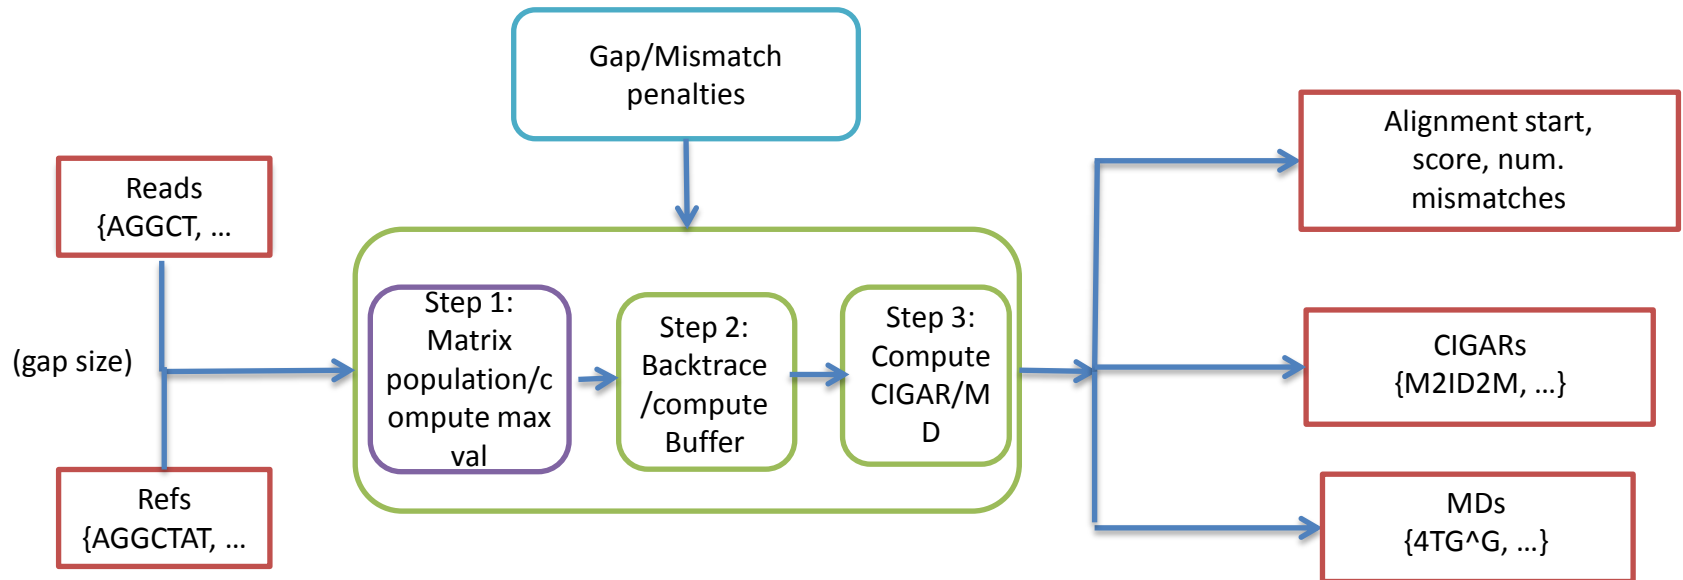 Gap/Mismatch
penalties
Reads
{AGGCT, ...
(gap size)
Refs
{AGGCTAT, ...
Step 1:
Matrix
population/c
ompute max
val
Step 2:
Backtrace
/compute
Buffer
Step 3:
Compute
CIGAR/M
D
Alignment start,
score, num.
mismatches
CIGARs
{M2ID2M, ...}
MDs
{4TG^G, ...}